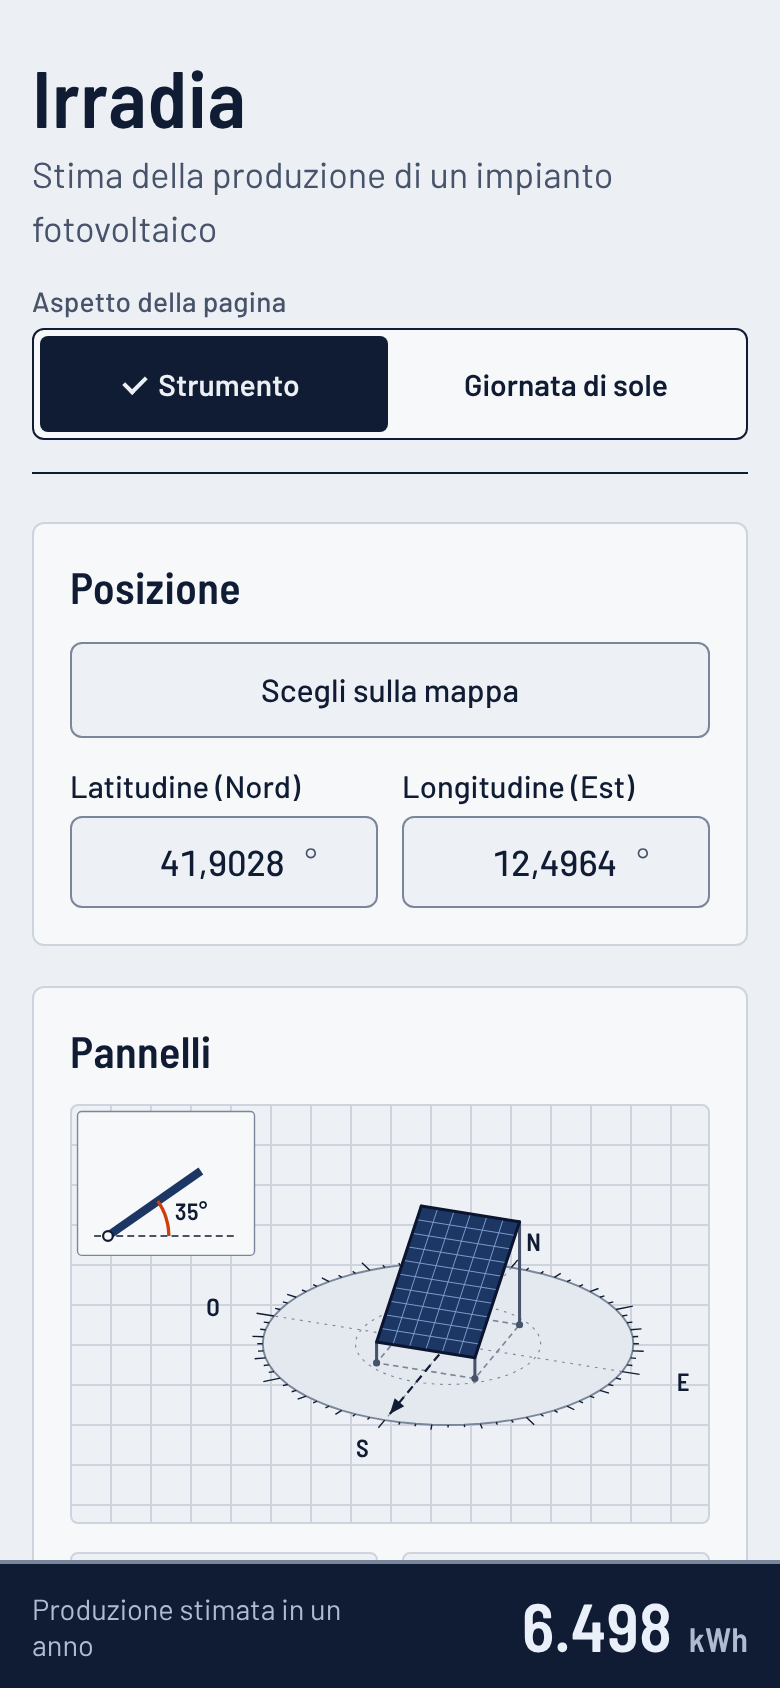 Irradia
Stima della produzione di un impianto
fotovoltaico
Aspetto della pagina
Strumento
Giornata di sole
Posizione
Scegli sulla mappa
Latitudine (Nord)
Longitudine (Est)
41,9028 °
12,4964 °
Pannelli
35°
N
O
E
S
Produzione stimata in un
anno
6.498 kWh